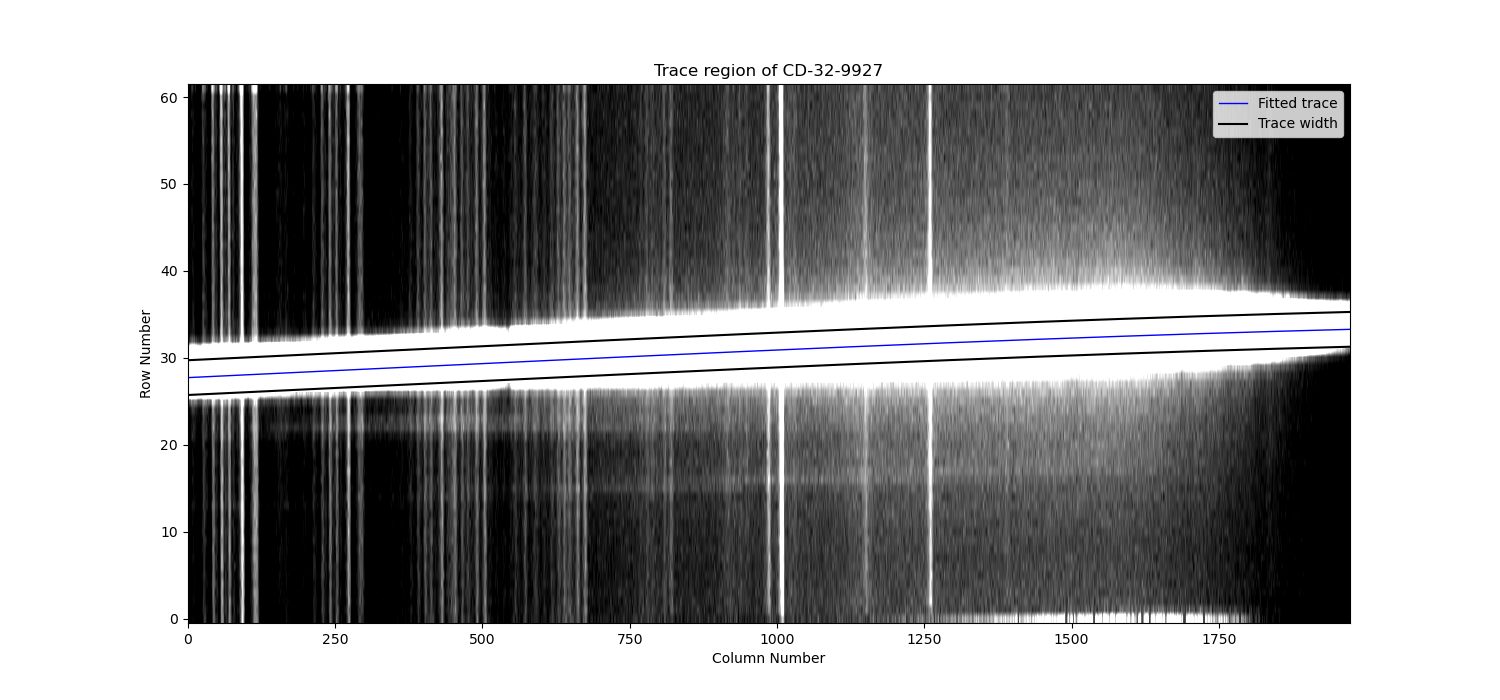 Trace region of CD-32-9927
Fitted trace
Trace width
60
50
40
30
20
10
0
Row Number
0 250 500 750 1000 1250 1500 1750
Column Number